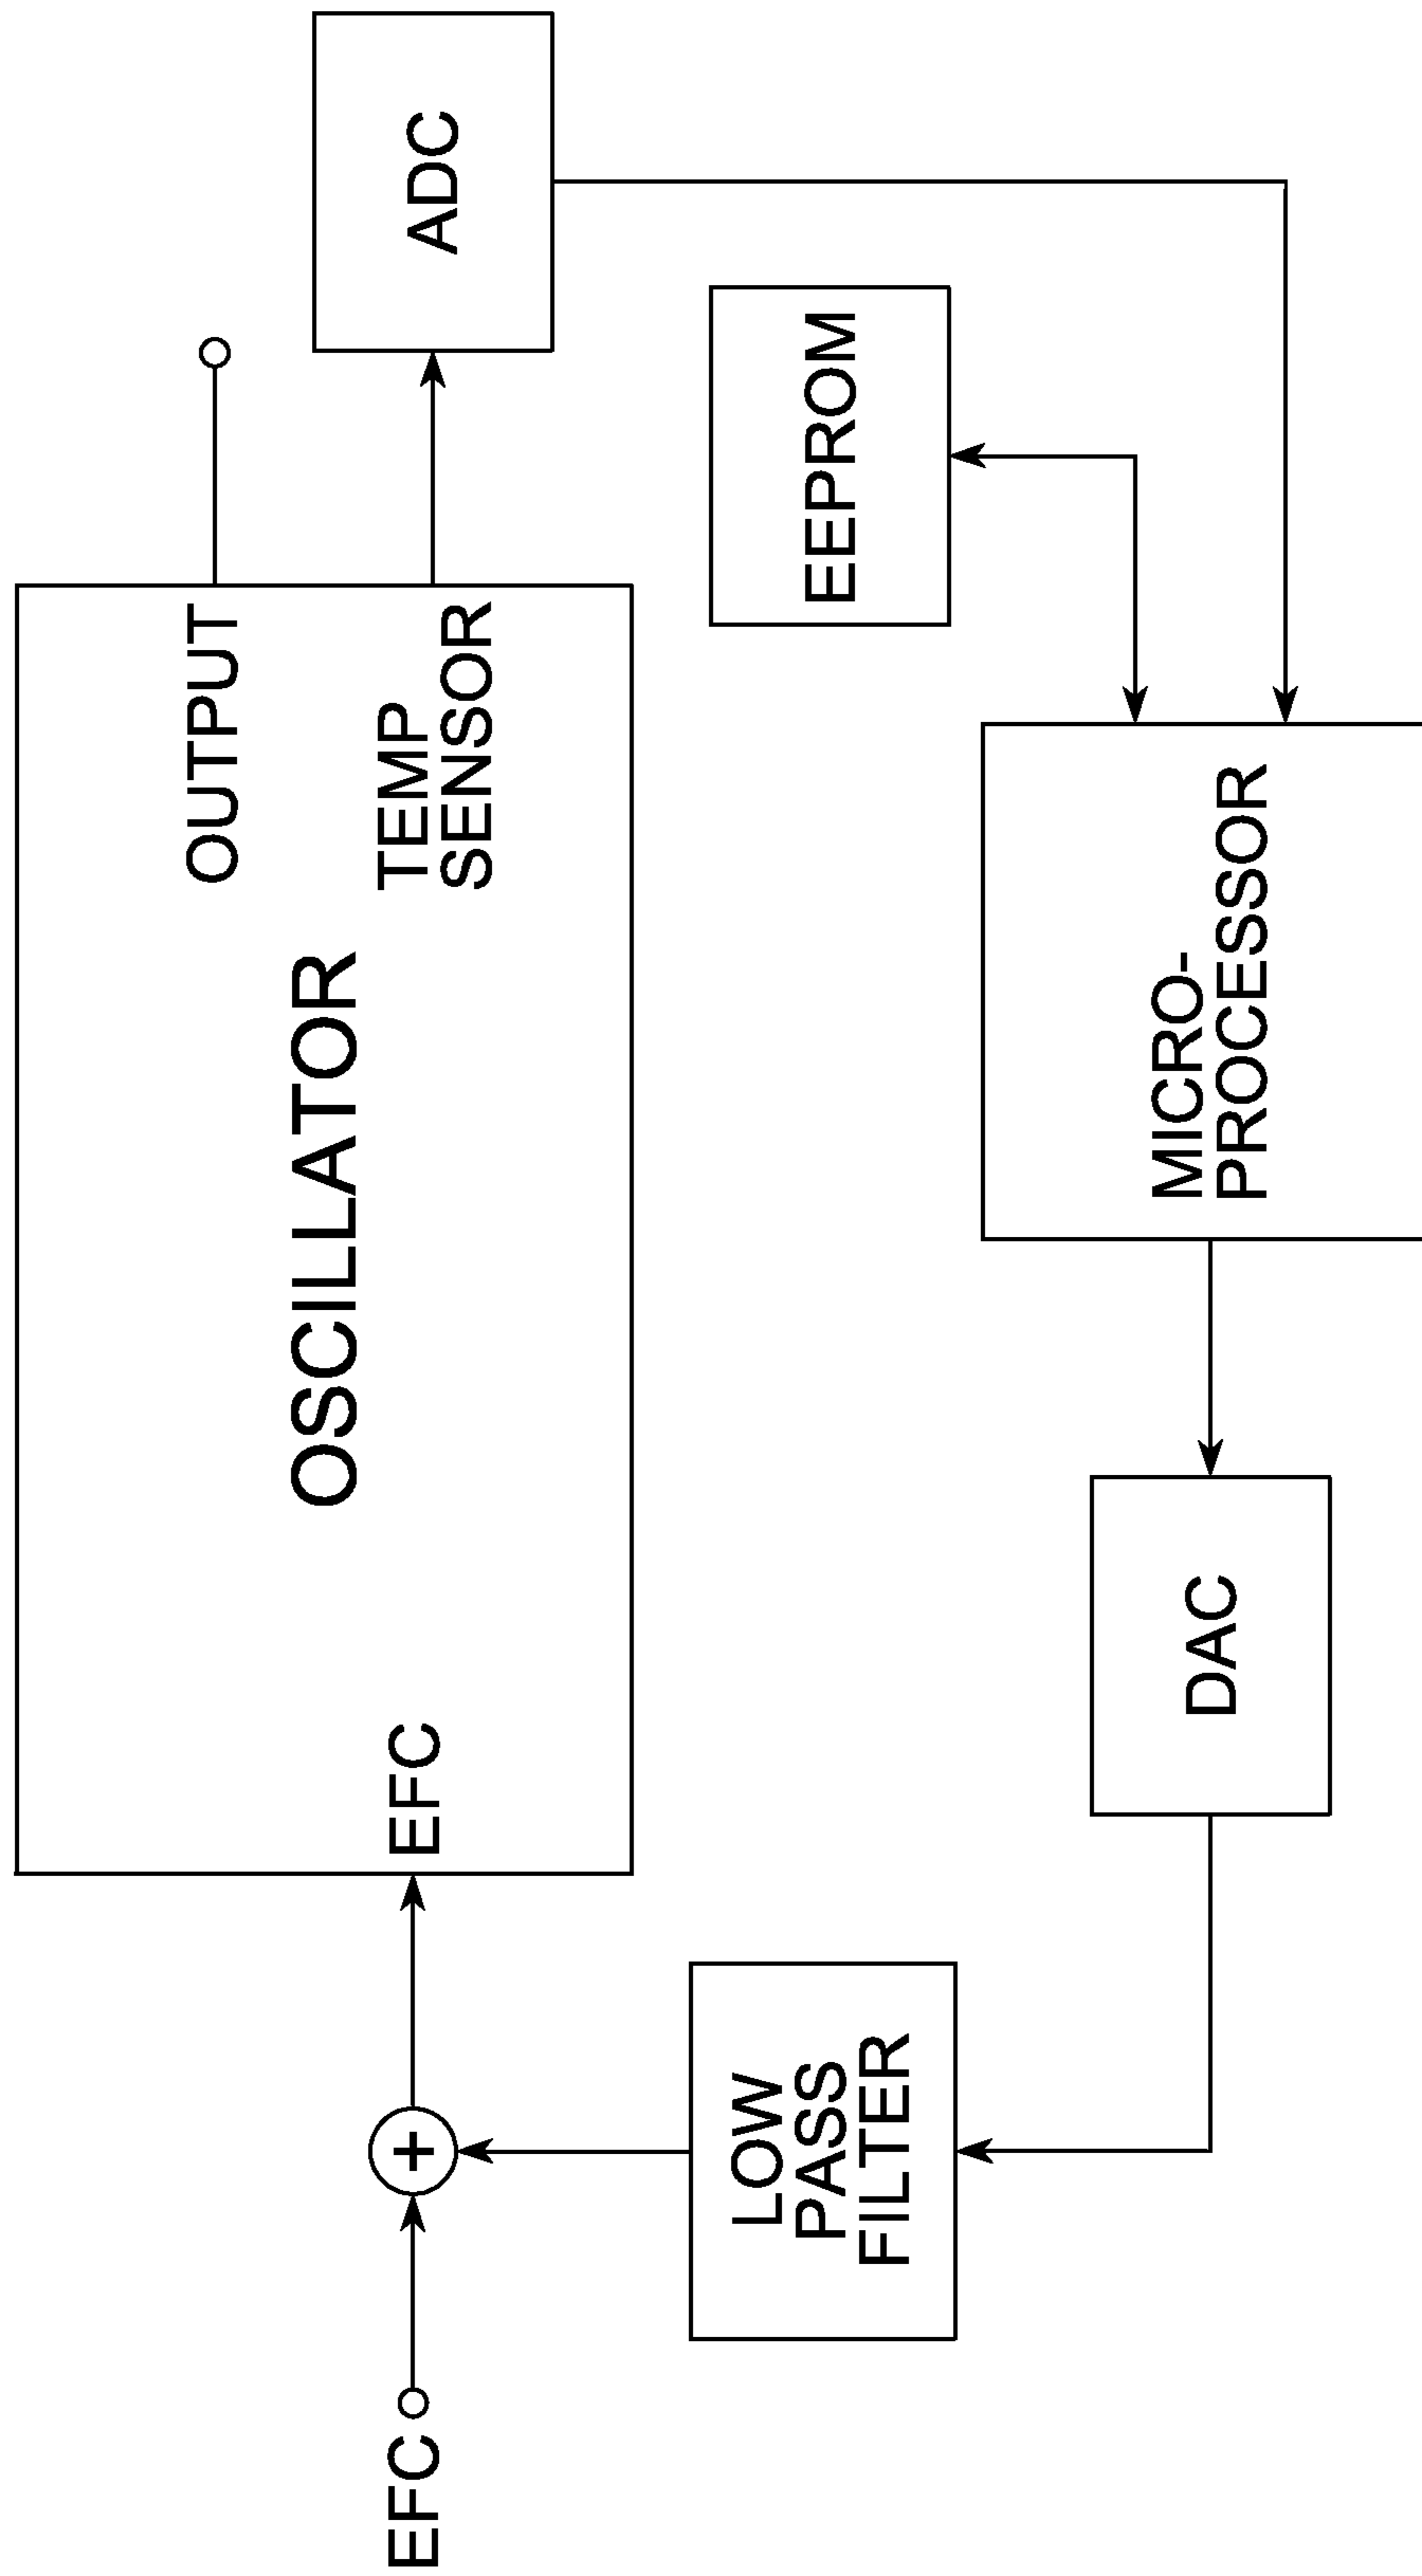 OUTPUT
OSCILLATOR
TEMP
SENSOR
EFC
EFC
+
ADC
LOW
PASS
FILTER
EEPROM
DAC
MICRO-
PROCESSOR